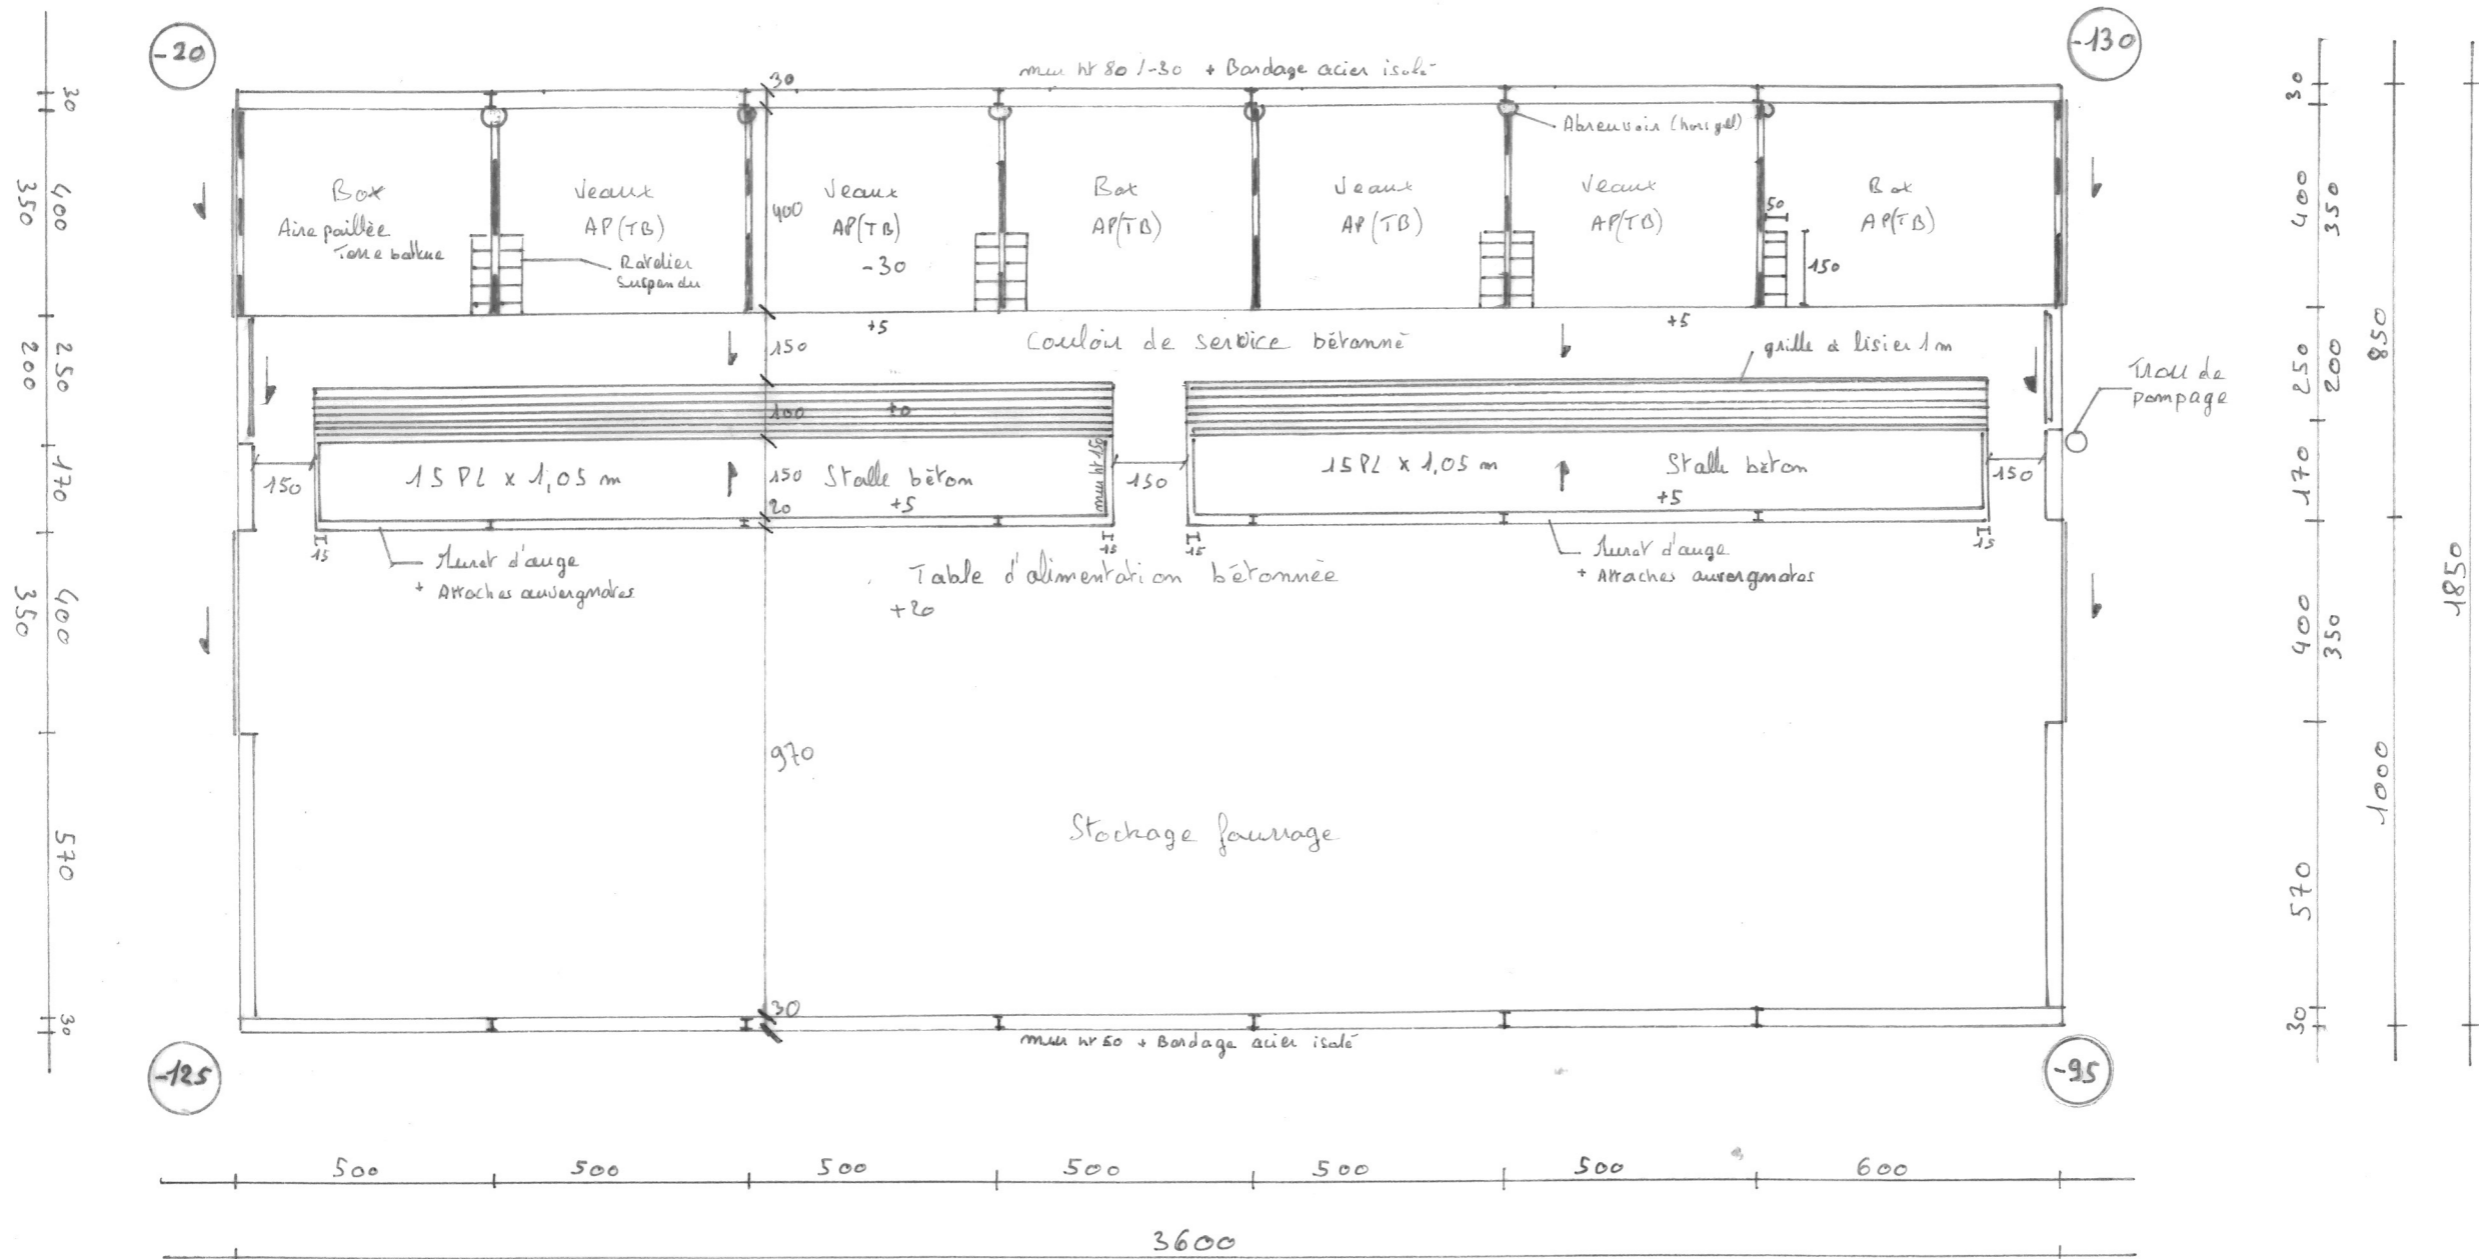 -20
-130
mur ht 80 /-30 + Bardage acier isolé
30
30
30
Abreuvoir (hors gel)
Box
Aire paillée
Terre battue
Veaux
AP(TB)
Veaux
AP(TB)
-30
Box
AP(TB)
Veaux
AP(TB)
Veaux
AP(TB)
Box
AP(TB)
400
350
400
50
150
400
350
Ratelier
suspendu
+5
+5
Couloir de service bétonné
150
grille à lisier 1 m
250
200
250
200
850
Trou de
pompage
100
+0
15 PL x 1,05 m
150
Stalle béton
+5
20
mur ht 150
15 PL x 1,05 m
Stalle béton
+5
150
150
150
170
170
15
15
15
15
Muret d'auge
+ Attaches auvergnates
Muret d'auge
+ Attaches auvergnates
Table d'alimentation bétonnée
+20
400
350
400
350
1850
970
1000
Stockage fourrage
570
570
30
30
30
mur ht 50 + Bardage acier isolé
-125
-95
500
500
500
500
500
500
600
3600